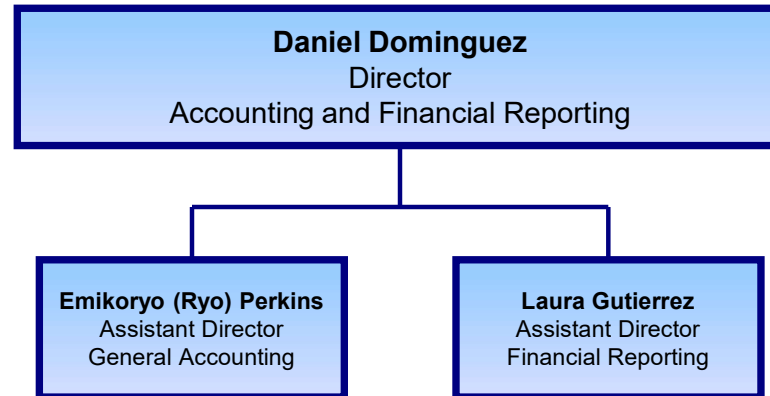 Daniel Dominguez
Director
Accounting and Financial Reporting
Emikoryo (Ryo) Perkins
Assistant Director
General Accounting
Laura Gutierrez
Assistant Director
Financial Reporting